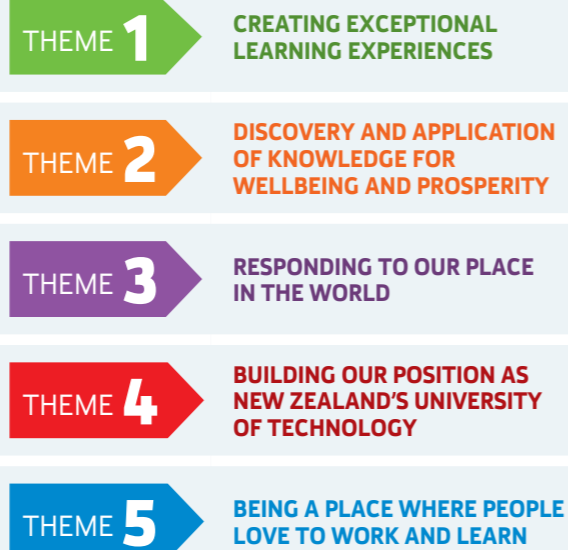 THEME 1
CREATING EXCEPTIONAL
LEARNING EXPERIENCES
THEME 2
DISCOVERY AND APPLICATION
OF KNOWLEDGE FOR
WELLBEING AND PROSPERITY
THEME 3
RESPONDING TO OUR PLACE
IN THE WORLD
THEME 4
BUILDING OUR POSITION AS
NEW ZEALAND'S UNIVERSITY
OF TECHNOLOGY
THEME 5
BEING A PLACE WHERE PEOPLE
LOVE TO WORK AND LEARN